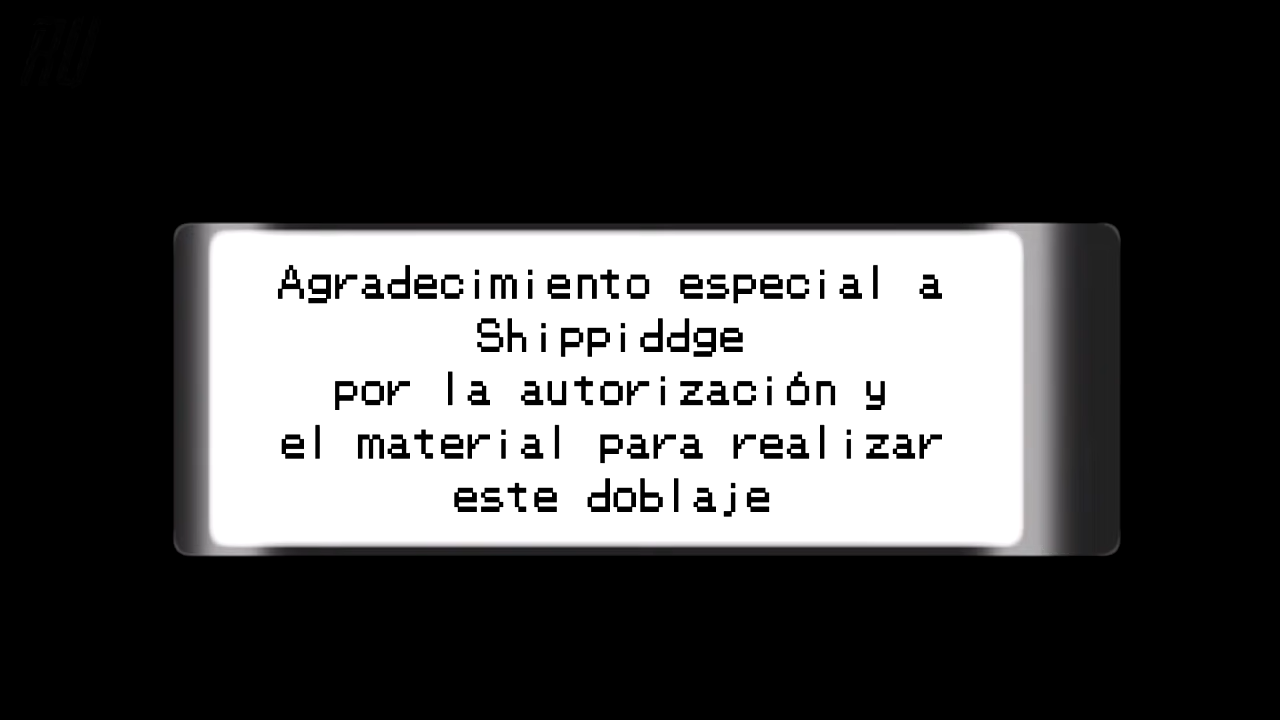 Agradecimiento especial a
Shippiddge
por la autorización y
el material para realizar
este doblaje